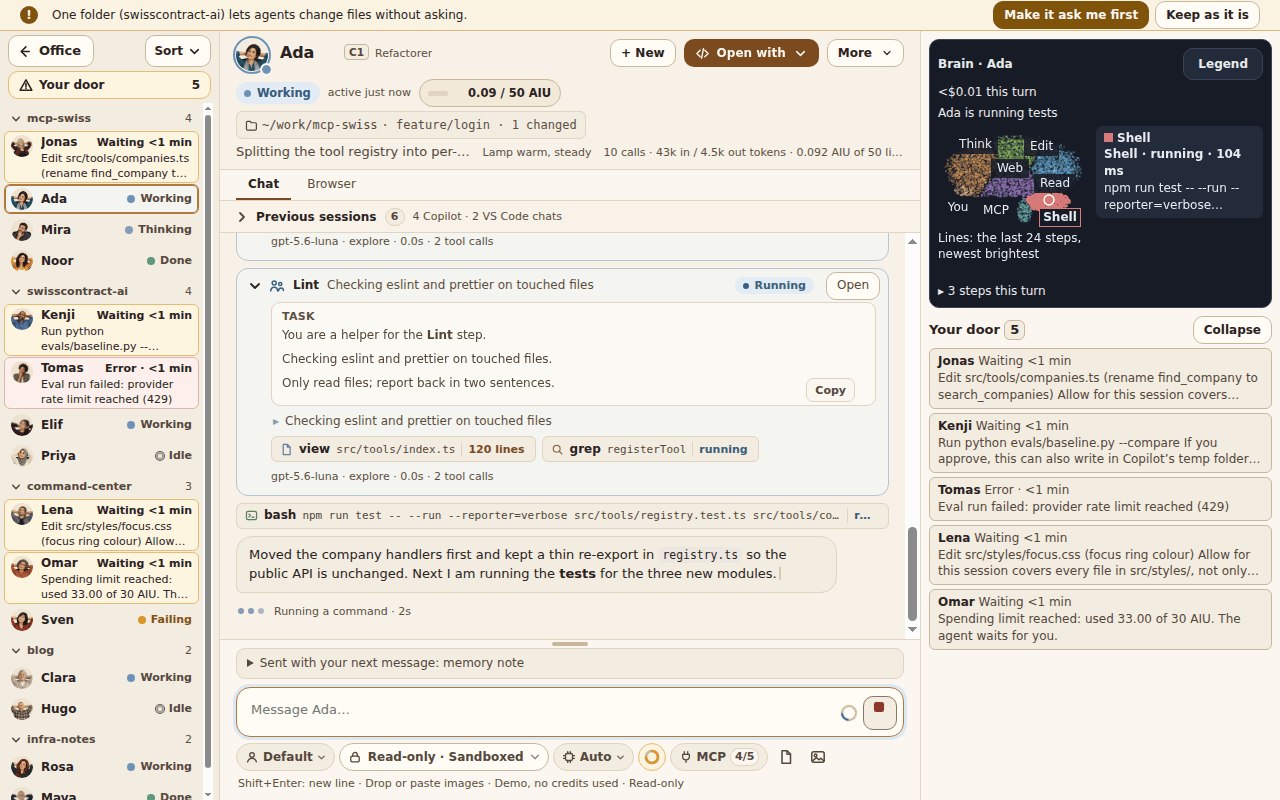 ! One folder (swisscontract-ai) lets agents change files without asking. Make it ask me first Keep as it is
Office Sort
Your door 5
mcp-swiss 4
Jonas Waiting <1 min
Edit src/tools/companies.ts
(rename find_company t…
Ada Working
Mira Thinking
Noor Done
swisscontract-ai 4
Kenji Waiting <1 min
Run python
evals/baseline.py --…
Tomas Error · <1 min
Eval run failed: provider
rate limit reached (429)
Elif Working
Priya Idle
command-center 3
Lena Waiting <1 min
Edit src/styles/focus.css
(focus ring colour) Allow…
Omar Waiting <1 min
Spending limit reached:
used 33.00 of 30 AIU. Th…
Sven Failing
blog 2
Clara Working
Hugo Idle
infra-notes 2
Rosa Working
Maya Done
Ada C1 Refactorer + New Open with More
Working active just now 0.09 / 50 AIU
~/work/mcp-swiss · feature/login · 1 changed
Splitting the tool registry into per-… Lamp warm, steady 10 calls · 43k in / 4.5k out tokens · 0.092 AIU of 50 li…
Chat Browser
Previous sessions 6 4 Copilot · 2 VS Code chats
gpt-5.6-luna · explore · 0.0s · 2 tool calls
Lint Checking eslint and prettier on touched files Running Open
TASK
You are a helper for the Lint step.
Checking eslint and prettier on touched files.
Only read files; report back in two sentences.
Copy
▸ Checking eslint and prettier on touched files
view src/tools/index.ts 120 lines grep registerTool running
gpt-5.6-luna · explore · 0.0s · 2 tool calls
bash npm run test -- --run --reporter=verbose src/tools/registry.test.ts src/tools/co… r…
Moved the company handlers first and kept a thin re-export in registry.ts so the
public API is unchanged. Next I am running the tests for the three new modules.
Running a command · 2s
▶ Sent with your next message: memory note
Message Ada…
Default Read-only · Sandboxed Auto MCP 4/5
Shift+Enter: new line · Drop or paste images · Demo, no credits used · Read-only
Brain · Ada Legend
<$0.01 this turn
Ada is running tests
Think Edit
Web
Read
You MCP
Shell
Shell
Shell · running · 104
ms
npm run test -- --run --
reporter=verbose…
Lines: the last 24 steps,
newest brightest
▸ 3 steps this turn
Your door 5 Collapse
Jonas Waiting <1 min
Edit src/tools/companies.ts (rename find_company to
search_companies) Allow for this session covers…
Kenji Waiting <1 min
Run python evals/baseline.py --compare If you
approve, this can also write in Copilot's temp folder…
Tomas Error · <1 min
Eval run failed: provider rate limit reached (429)
Lena Waiting <1 min
Edit src/styles/focus.css (focus ring colour) Allow for
this session covers every file in src/styles/, not only…
Omar Waiting <1 min
Spending limit reached: used 33.00 of 30 AIU. The
agent waits for you.